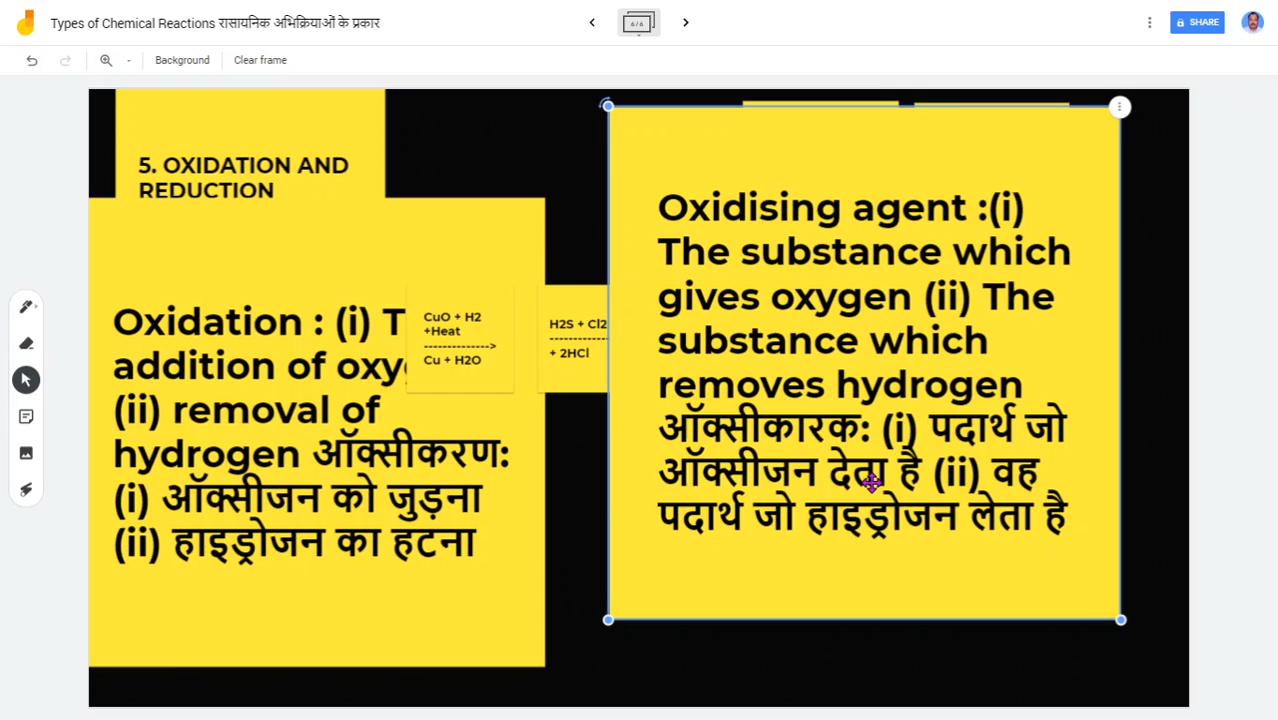 Types of Chemical Reactions रासायनिक अभिक्रियाओं के प्रकार
6 / 6
SHARE
Background
Clear frame
5. OXIDATION AND
REDUCTION
Oxidation : (i) T
addition of oxy
(ii) removal of
hydrogen ऑक्सीकरण:
(i) ऑक्सीजन को जुड़ना
(ii) हाइड्रोजन का हटना
CuO + H2
+Heat
-------------->
Cu + H2O
H2S + Cl2
-------------
+ 2HCl
Oxidising agent :(i)
The substance which
gives oxygen (ii) The
substance which
removes hydrogen
ऑक्सीकारक: (i) पदार्थ जो
ऑक्सीजन देता है (ii) वह
पदार्थ जो हाइड्रोजन लेता है